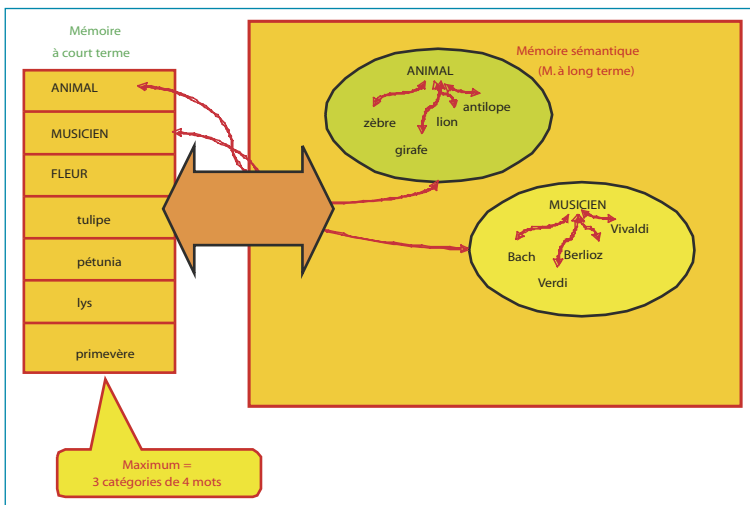 Mémoire
à court terme
ANIMAL
MUSICIEN
FLEUR
tulipe
pétunia
lys
primevère
Maximum =
3 catégories de 4 mots
Mémoire sémantique
(M. à long terme)
ANIMAL
antilope
zèbre
lion
girafe
MUSICIEN
Vivaldi
Bach
Berlioz
Verdi